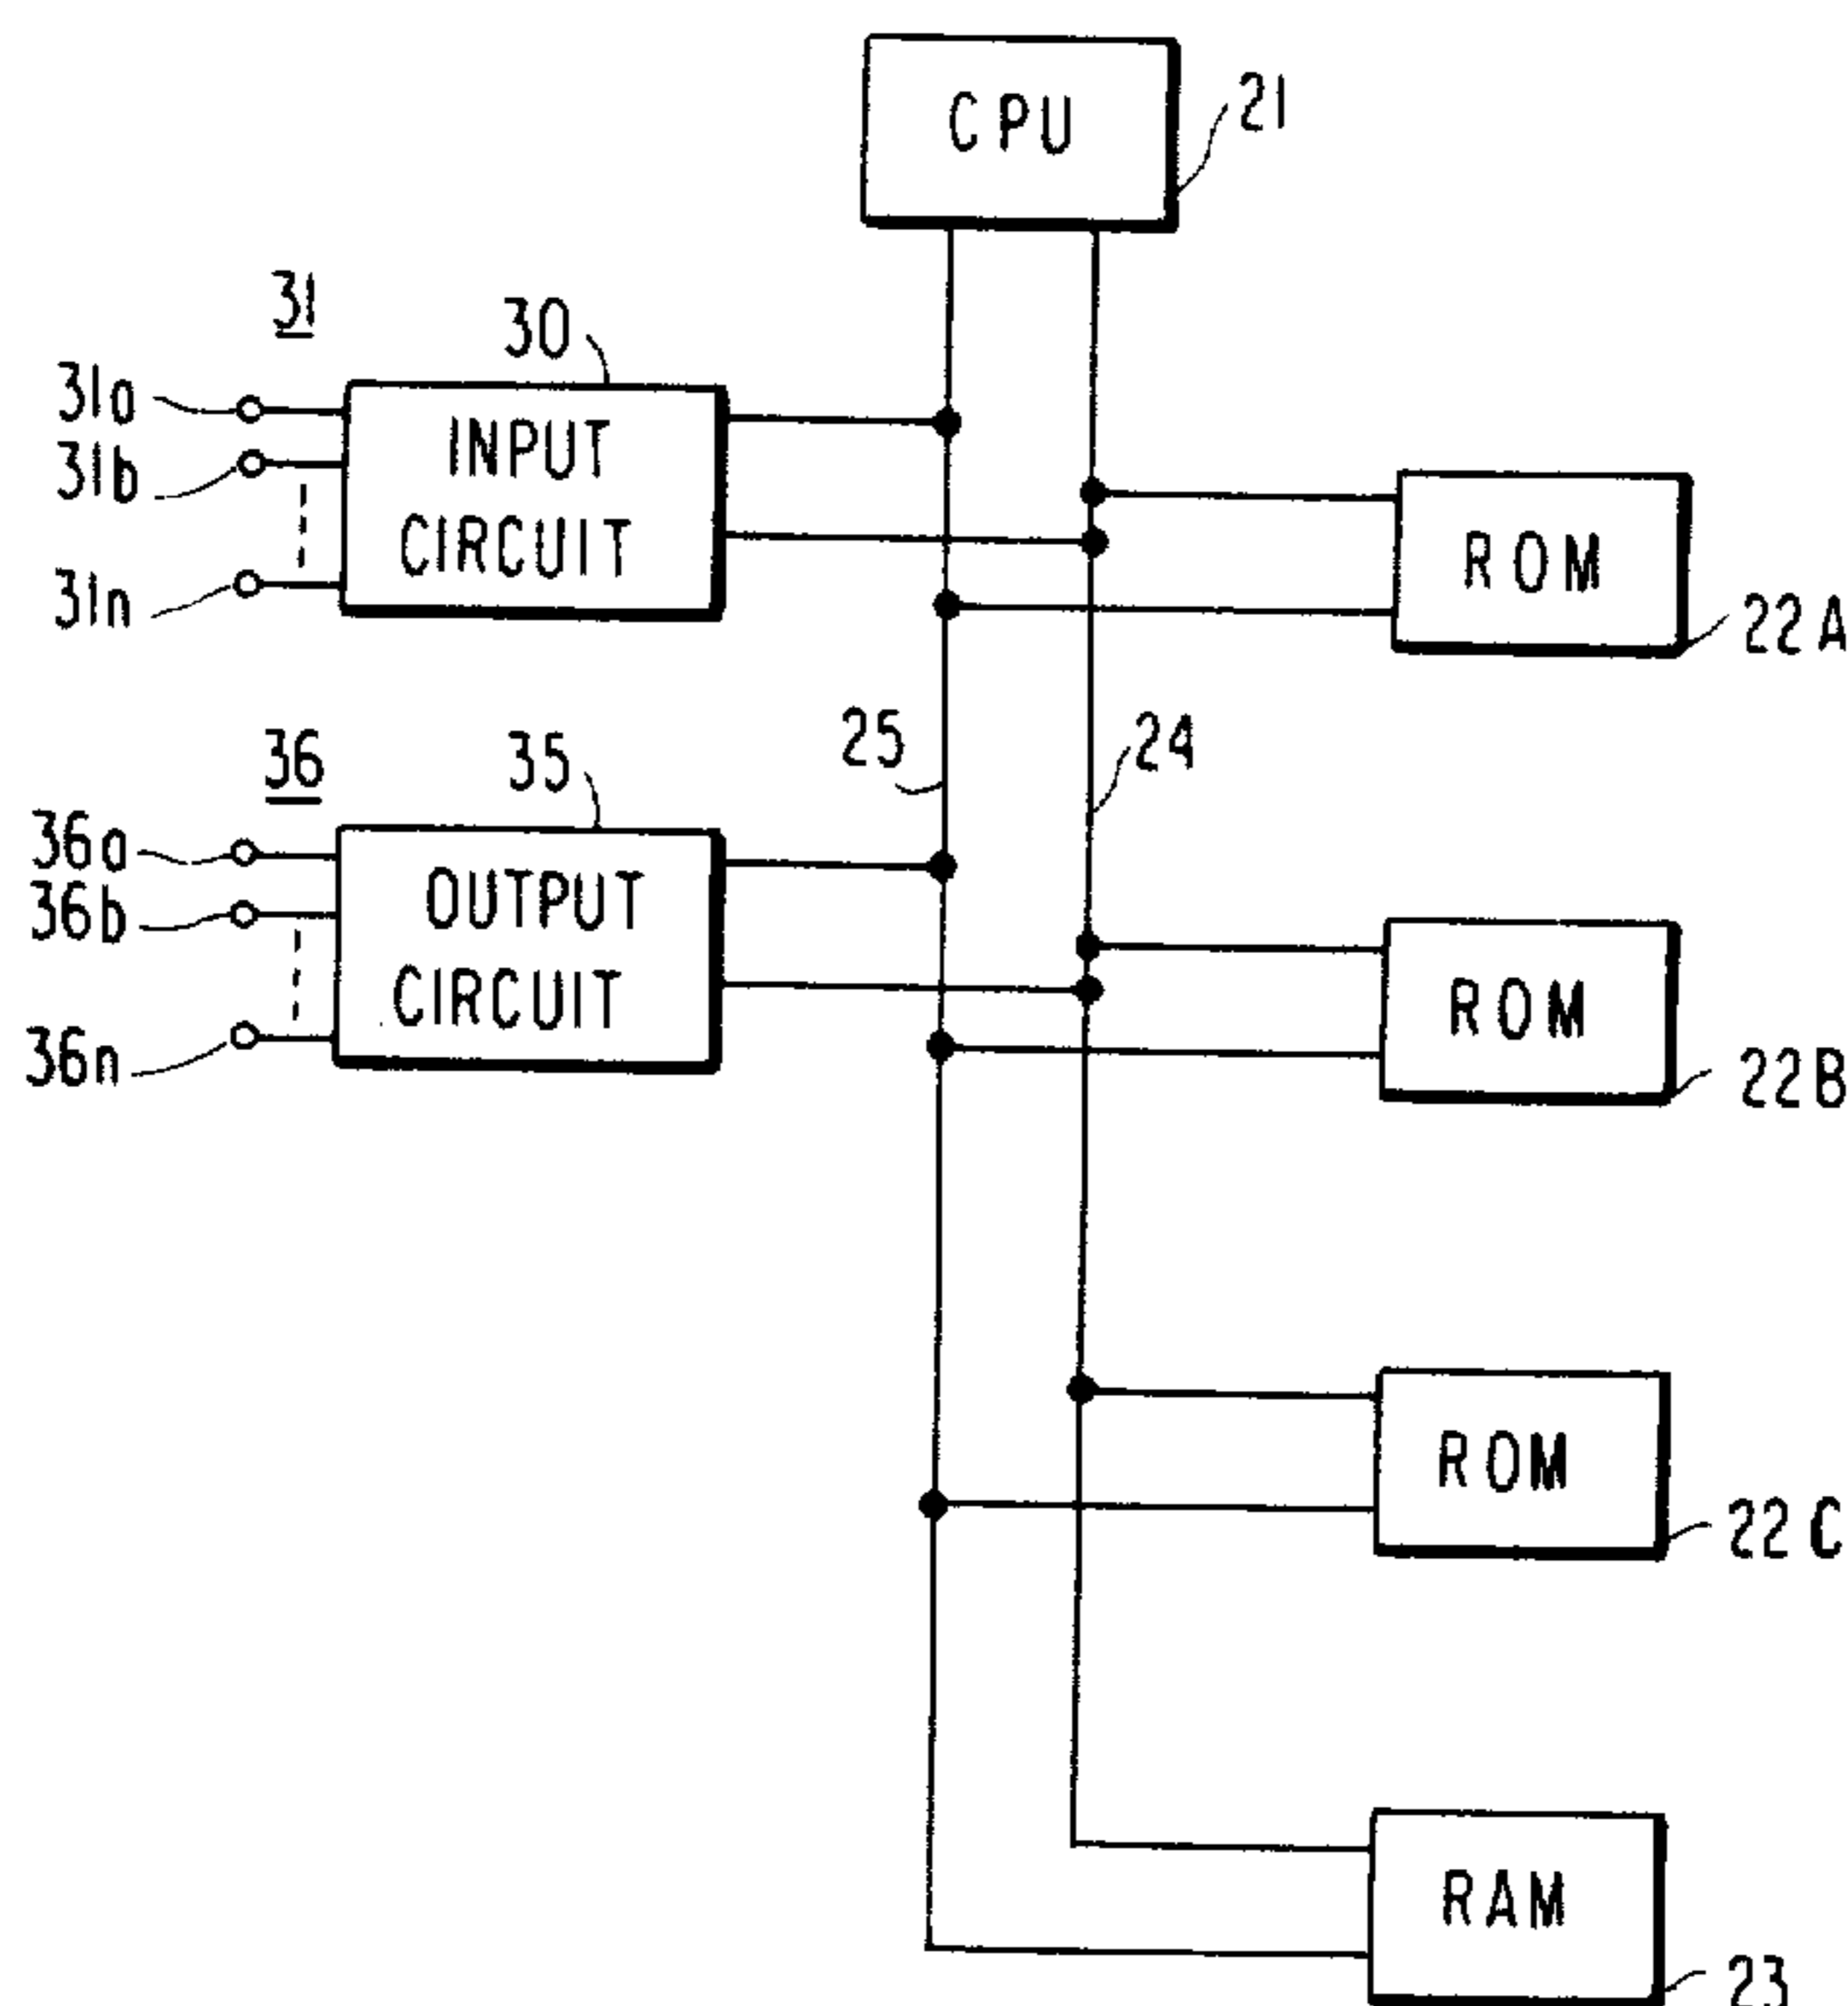 CPU
21
31
30
31a
31b
31n
INPUT
CIRCUIT
ROM
22A
25
24
36
35
36a
36b
36n
OUTPUT
CIRCUIT
ROM
22B
ROM
22C
RAM
23